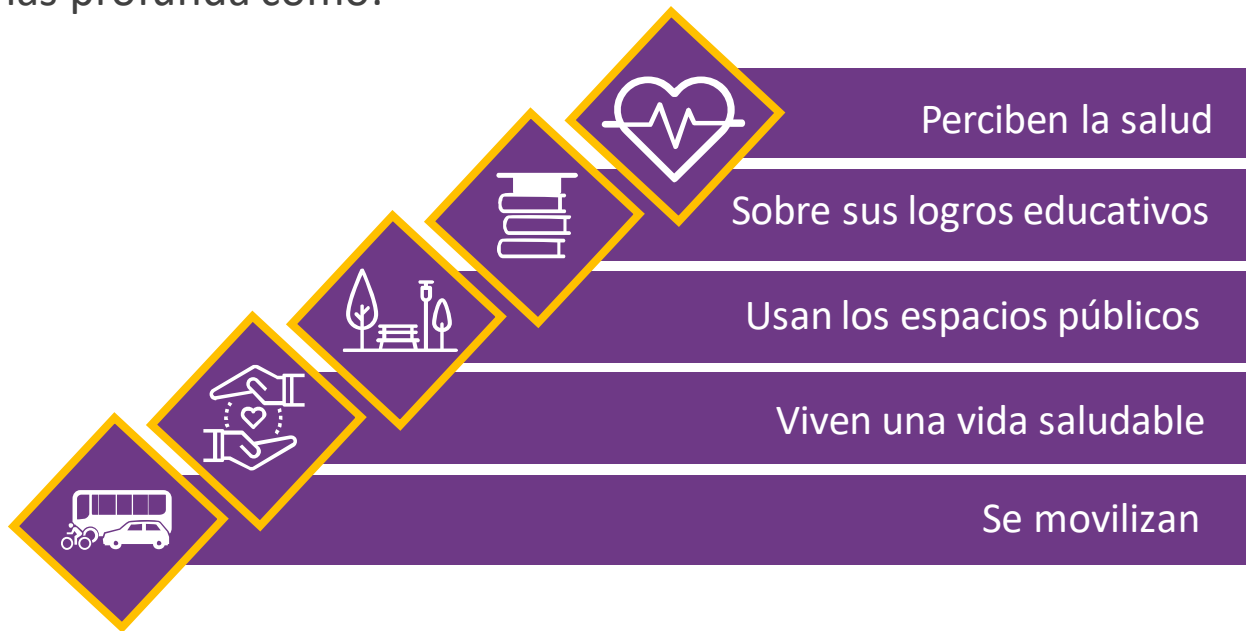 profunda como:
Perciben la salud
Sobre sus logros educativos
Usan los espacios públicos
Viven una vida saludable
Se movilizan